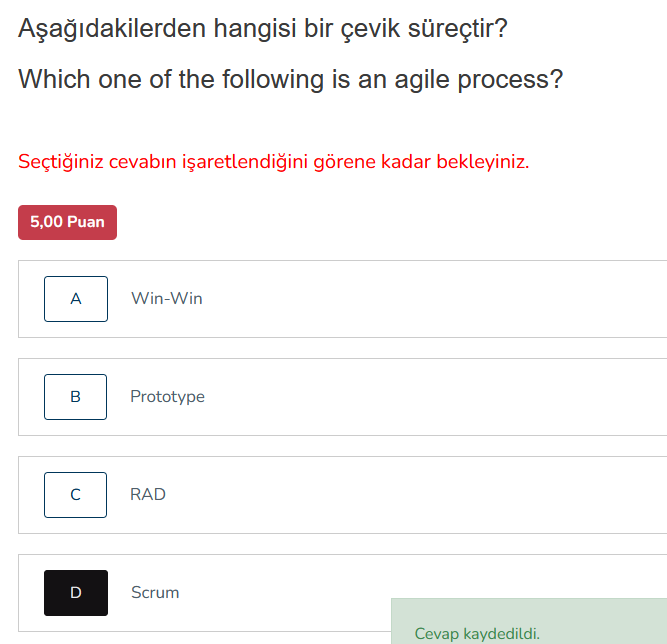 Aşağıdakilerden hangisi bir çevik süreçtir?
Which one of the following is an agile process?
Seçtiğiniz cevabın işaretlendiğini görene kadar bekleyiniz.
5,00 Puan
A Win-Win
B Prototype
C RAD
D Scrum
Cevap kaydedildi.